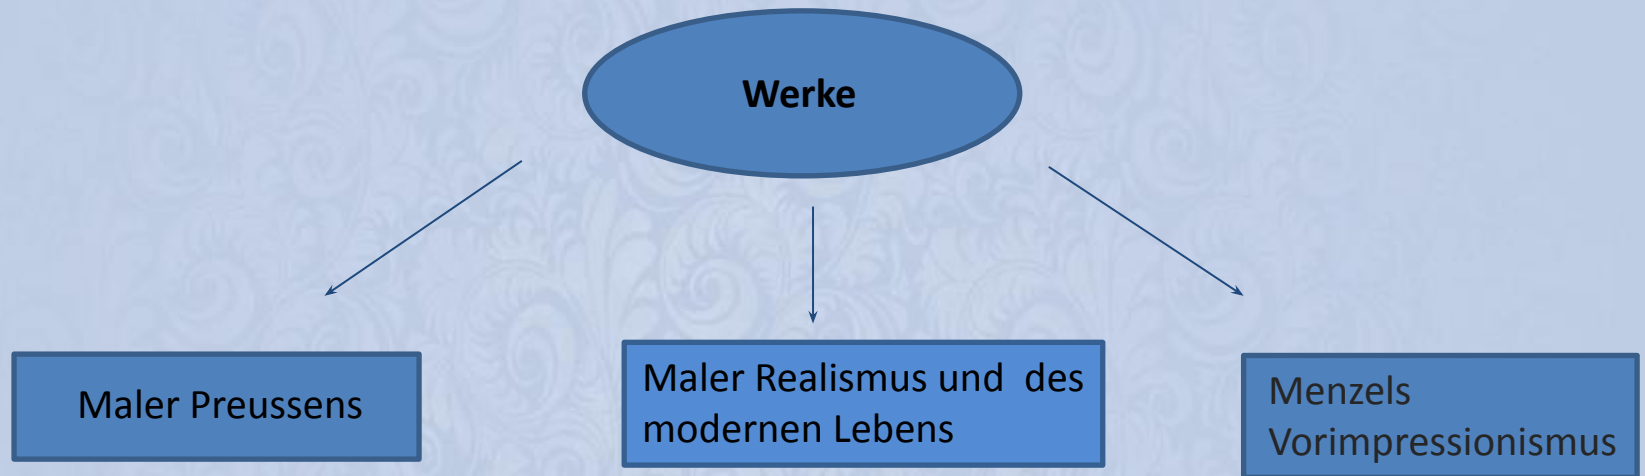 Werke
Maler Preussens
Maler Realismus und  des
modernen Lebens
Menzels
Vorimpressionismus